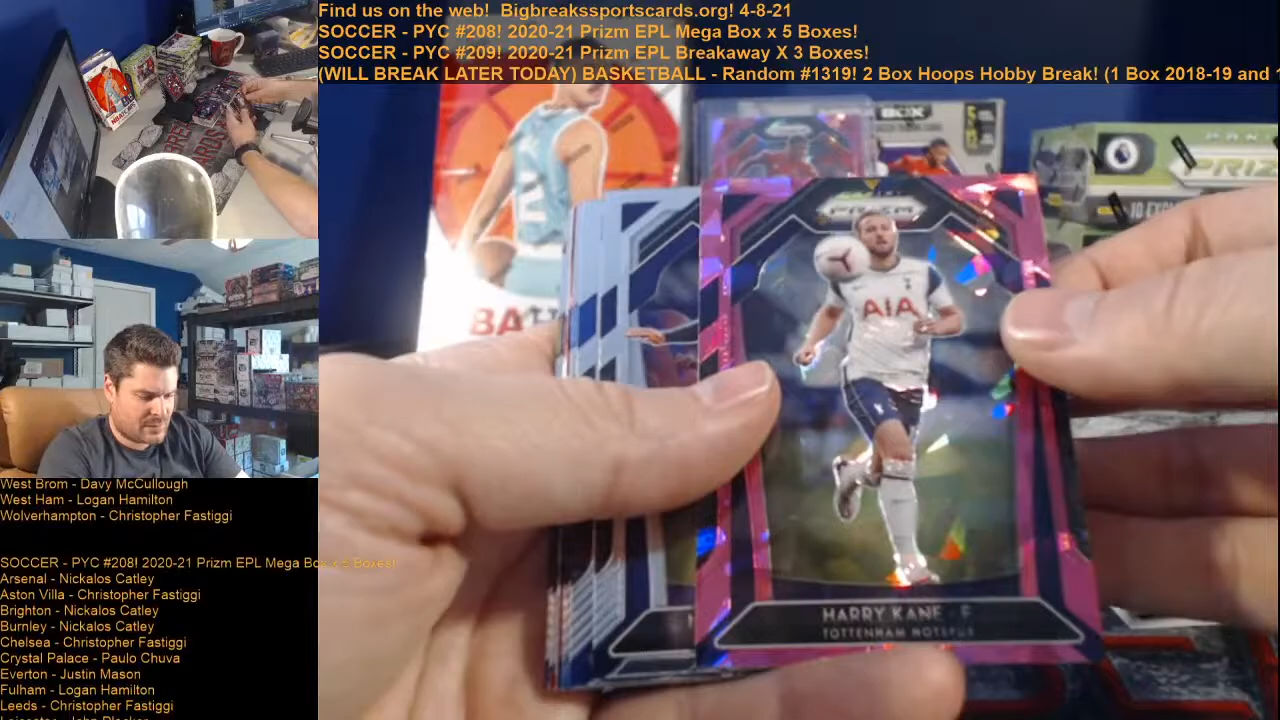 Find us on the web!  Bigbreakssportscards.org! 4-8-21
SOCCER - PYC #208! 2020-21 Prizm EPL Mega Box x 5 Boxes!
SOCCER - PYC #209! 2020-21 Prizm EPL Breakaway X 3 Boxes!
(WILL BREAK LATER TODAY) BASKETBALL - Random #1319! 2 Box Hoops Hobby Break! (1 Box 2018-19 and
BOX
PRIZM
PRIZM
AIA
HARRY KANE - F
TOTTENHAM HOTSPUR
West Brom - Davy McCullough
West Ham - Logan Hamilton
Wolverhampton - Christopher Fastiggi
SOCCER - PYC #208! 2020-21 Prizm EPL Mega Box x 5 Boxes!
Arsenal - Nickalos Catley
Aston Villa - Christopher Fastiggi
Brighton - Nickalos Catley
Burnley - Nickalos Catley
Chelsea - Christopher Fastiggi
Crystal Palace - Paulo Chuva
Everton - Justin Mason
Fulham - Logan Hamilton
Leeds - Christopher Fastiggi